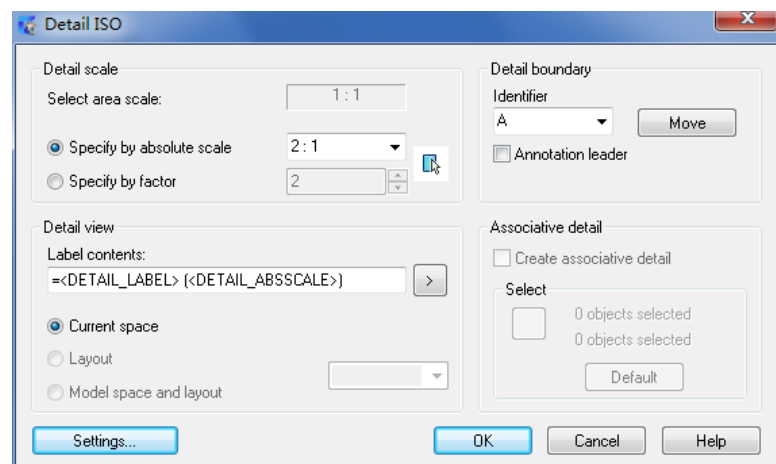 Detail ISO
Detail scale
Select area scale:
1 : 1
Specify by absolute scale
2 : 1
Specify by factor
2
Detail boundary
Identifier
A
Move
Annotation leader
Detail view
Label contents:
=<DETAIL_LABEL> (<DETAIL_ABSSCALE>)
>
Current space
Layout
Model space and layout
Associative detail
Create associative detail
Select
0 objects selected
0 objects selected
Default
Settings...
OK
Cancel
Help